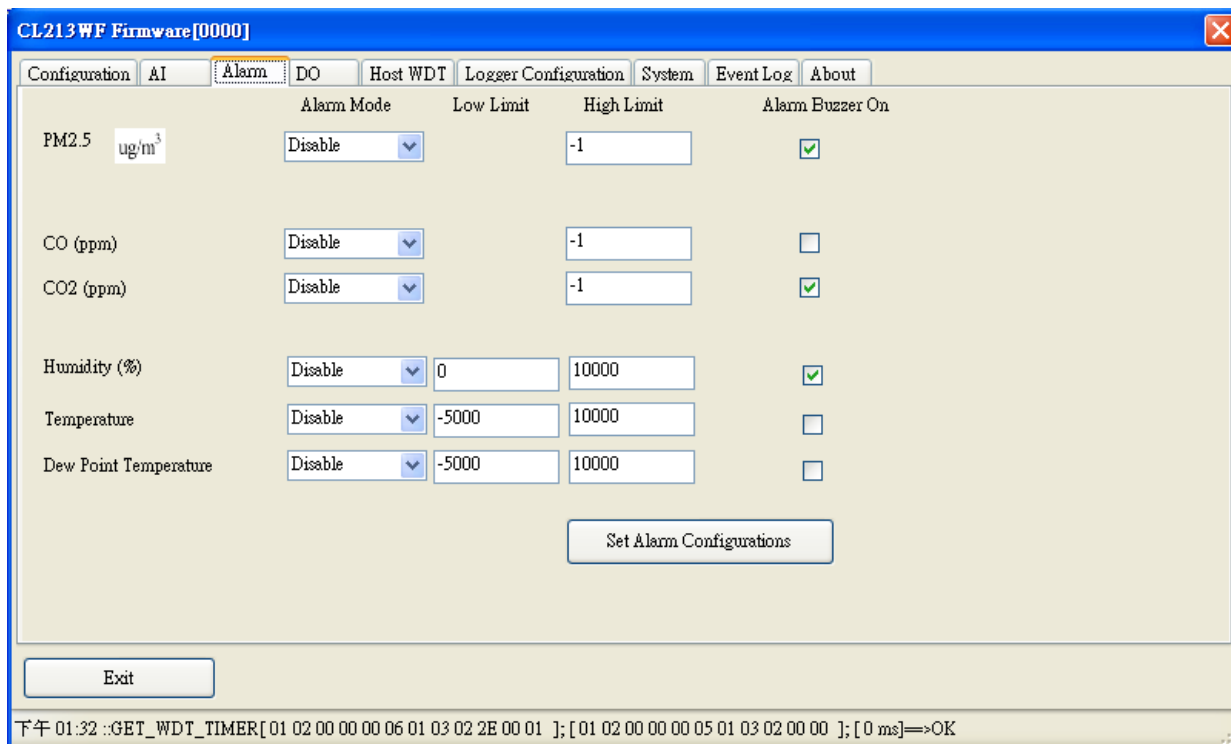 CL213WF Firmware[0000]
Configuration AI Alarm DO Host WDT Logger Configuration System Event Log About
Alarm Mode Low Limit High Limit Alarm Buzzer On
PM2.5 ug/m³ Disable -1
CO (ppm) Disable -1
CO2 (ppm) Disable -1
Humidity (%) Disable 0 10000
Temperature Disable -5000 10000
Dew Point Temperature Disable -5000 10000
Set Alarm Configurations
Exit
下午 01:32 ::GET_WDT_TIMER[ 01 02 00 00 00 06 01 03 02 2E 00 01 ]; [ 01 02 00 00 00 05 01 03 02 00 00 ]; [ 0 ms]==>OK